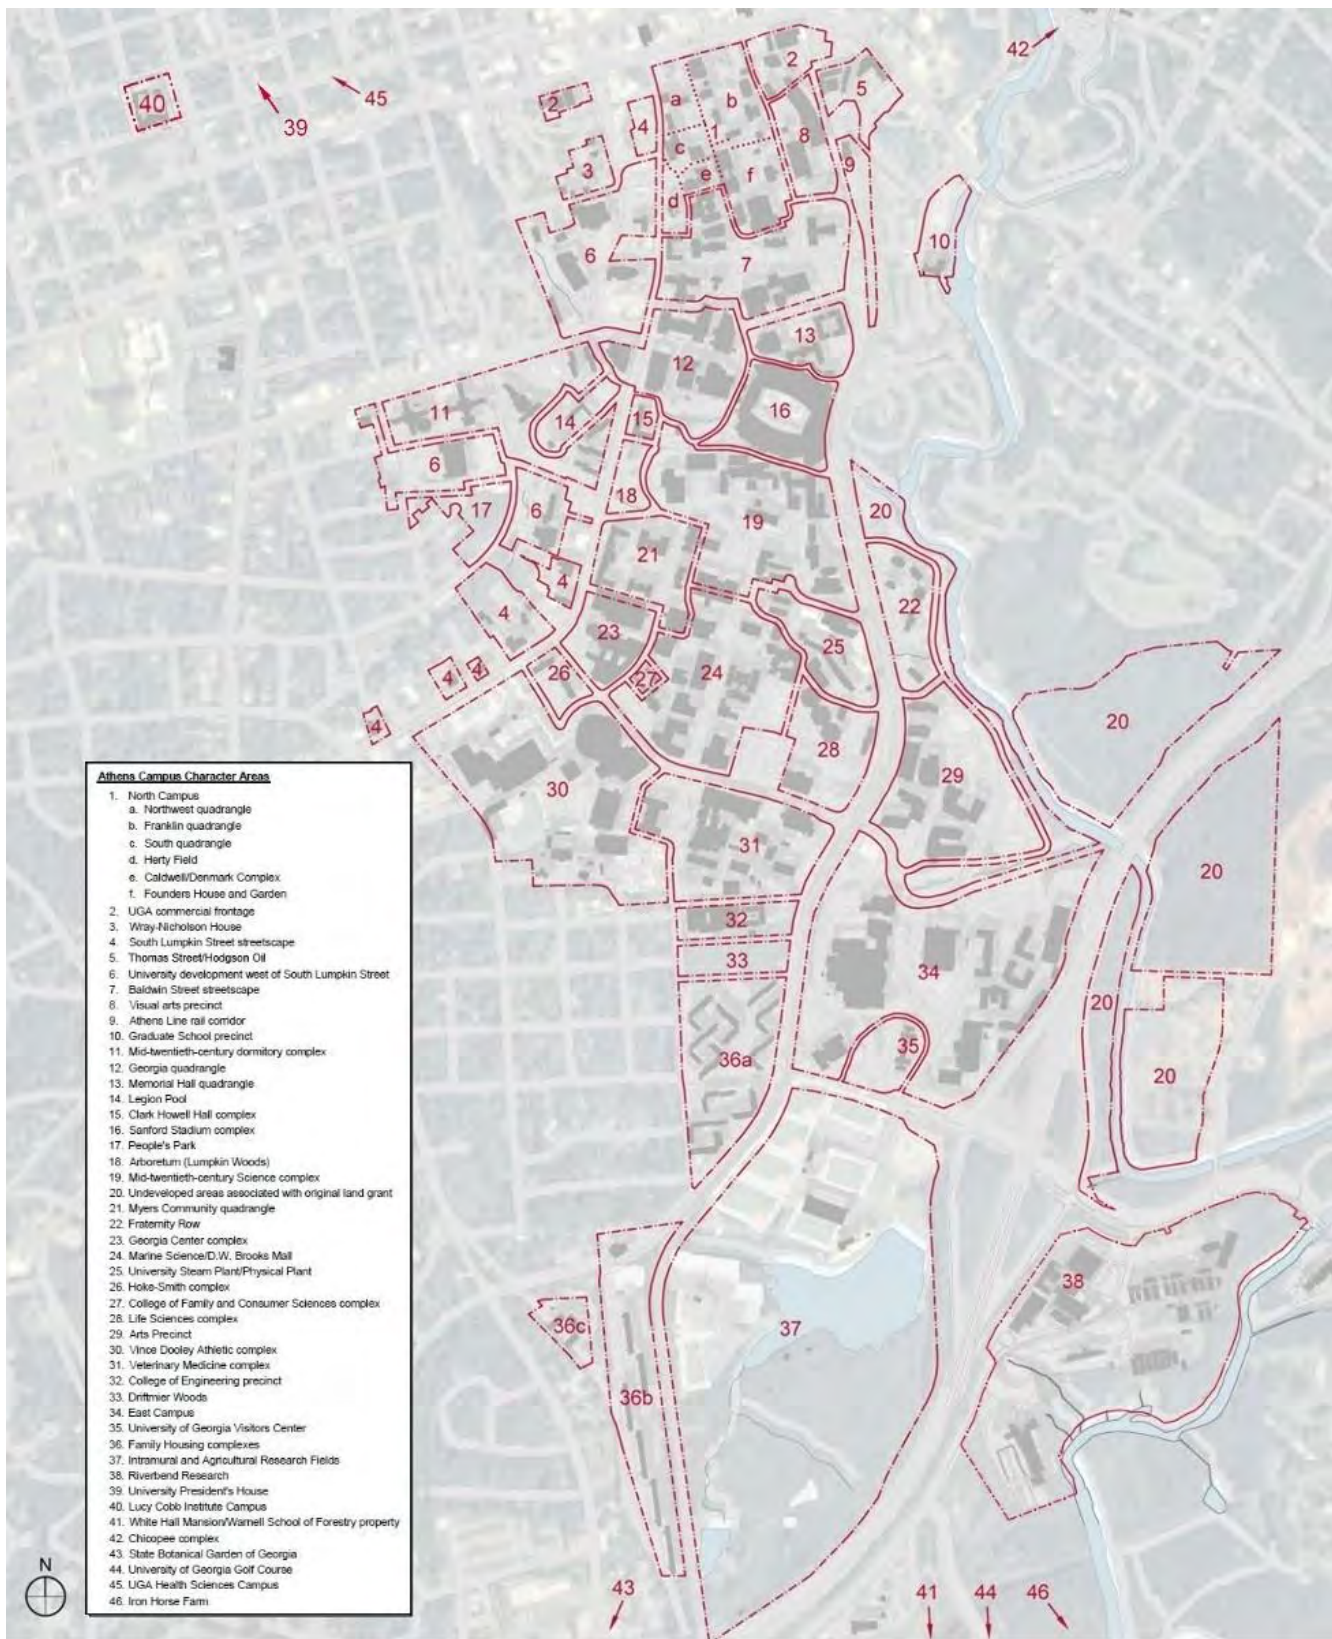 42
2
40
45
39
2
4
a
b
5
1
8
c
3
e
f
9
d
10
6
7
13
12
16
11
14
15
6
18
17
6
19
20
21
4
22
4
23
25
24
26
27
4
4
4
20
28
29
30
31
20
32
33
34
20
35
36a
20
38
36c
37
36b
43
41
44
46
N
Athens Campus Character Areas
1. North Campus
a. Northwest quadrangle
b. Franklin quadrangle
c. South quadrangle
d. Herty Field
e. Caldwell/Denmark Complex
f. Founders House and Garden
2. UGA commercial frontage
3. Wray-Nicholson House
4 South Lumpkin Street streetscape
5. Thomas Street/Hodgson Oil
6. University development west of South Lumpkin Street
7. Baldwin Street streetscape
8. Visual arts precinct
9. Athens Line rail corridor
10. Graduate School precinct
11. Mid-twentieth-century dormitory complex
12. Georgia quadrangle
13. Memorial Hall quadrangle
14. Legion Pool
15. Clark Howell Hall complex
16. Sanford Stadium complex
17. People's Park
18. Arboretum (Lumpkin Woods)
19. Mid-twentieth-century Science complex
20. Undeveloped areas associated with original land grant
21. Myers Community quadrangle
22. Fraternity Row
23. Georgia Center complex
24. Marine Science/D.W. Brooks Mall
25. University Steam Plant/Physical Plant
26. Hoke-Smith complex
27. College of Family and Consumer Sciences complex
28. Life Sciences complex
29. Arts Precinct
30. Vince Dooley Athletic complex
31. Veterinary Medicine complex
32. College of Engineering precinct
33. Driftmier Woods
34. East Campus
35. University of Georgia Visitors Center
36. Family Housing complexes
37. Intramural and Agricultural Research Fields
38. Riverbend Research
39. University President's House
40. Lucy Cobb Institute Campus
41. White Hall Mansion/Warnell School of Forestry property
42. Chicopee complex
43. State Botanical Garden of Georgia
44. University of Georgia Golf Course
45. UGA Health Sciences Campus
46. Iron Horse Farm